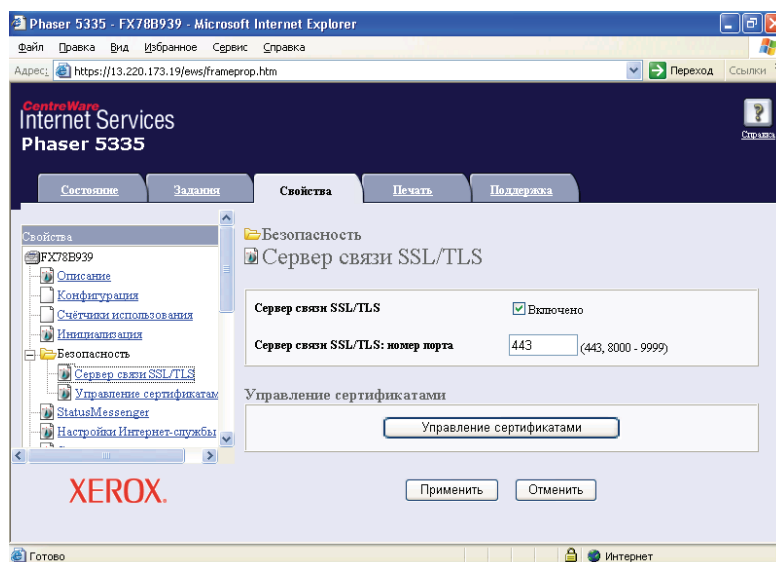 Phaser 5335 - FX78B939 - Microsoft Internet Explorer
Файл Правка Вид Избранное Сервис Справка
Адрес: https://13.220.173.19/ews/frameprop.htm Переход Ссылки
CentreWare
Internet Services
Phaser 5335
Справка
Состояние Задания Свойства Печать Поддержка
Свойства
FX78B939
Описание
Конфигурация
Счётчики использования
Инициализация
Безопасность
Сервер связи SSL/TLS
Управление сертификатам
StatusMessenger
Настройки Интернет-службы
Безопасность
Сервер связи SSL/TLS
Сервер связи SSL/TLS Включено
Сервер связи SSL/TLS: номер порта 443 (443, 8000 - 9999)
Управление сертификатами
Управление сертификатами
Применить Отменить
XEROX.
Готово Интернет